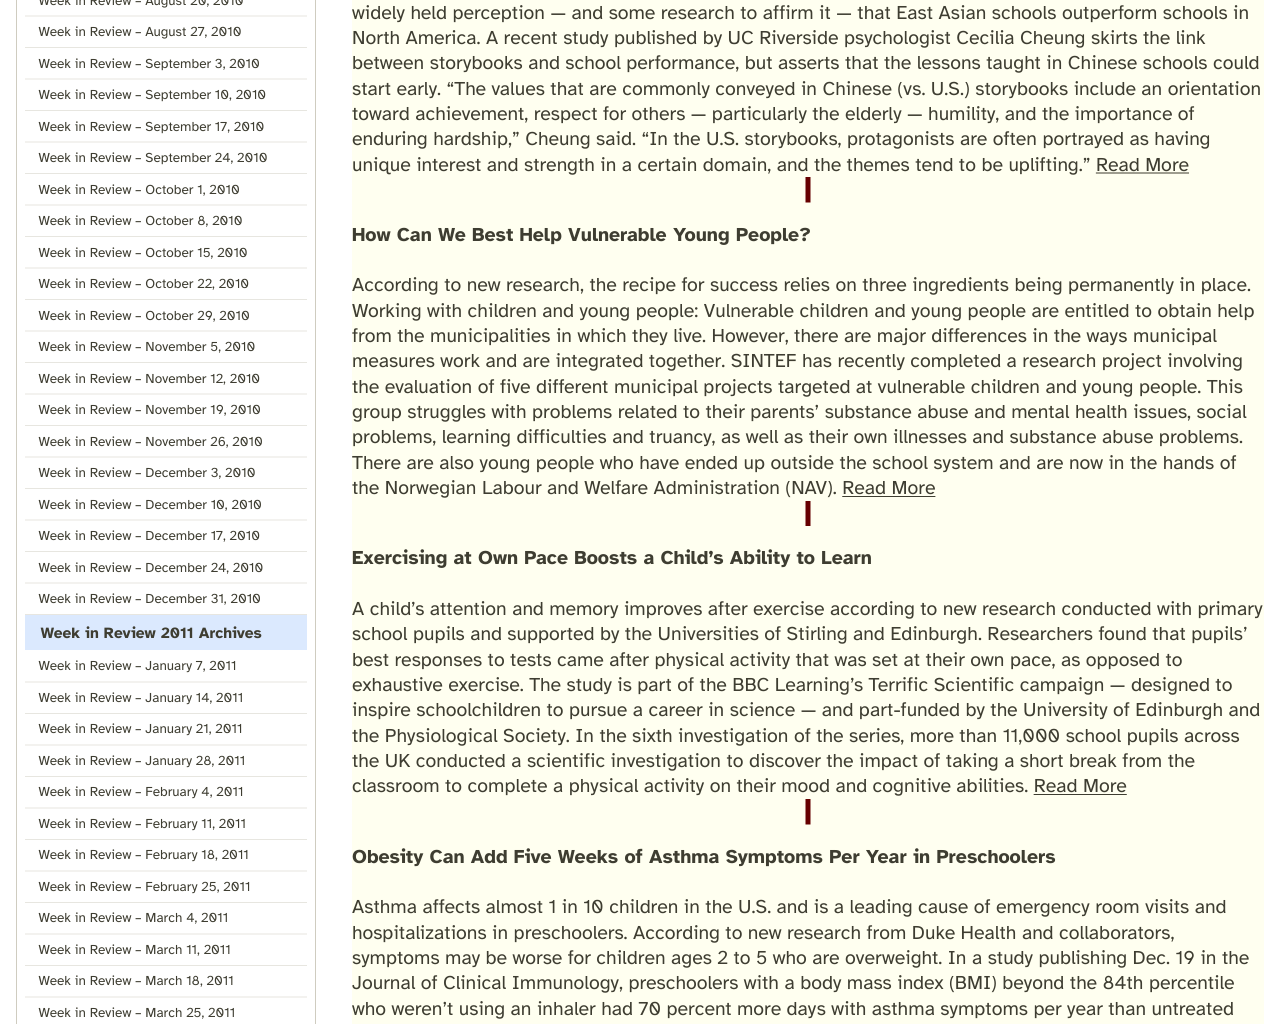 Week in Review – August 20, 2010
Week in Review – August 27, 2010
Week in Review – September 3, 2010
Week in Review – September 10, 2010
Week in Review – September 17, 2010
Week in Review – September 24, 2010
Week in Review – October 1, 2010
Week in Review – October 8, 2010
Week in Review – October 15, 2010
Week in Review – October 22, 2010
Week in Review – October 29, 2010
Week in Review – November 5, 2010
Week in Review – November 12, 2010
Week in Review – November 19, 2010
Week in Review – November 26, 2010
Week in Review – December 3, 2010
Week in Review – December 10, 2010
Week in Review – December 17, 2010
Week in Review – December 24, 2010
Week in Review – December 31, 2010
Week in Review 2011 Archives
Week in Review – January 7, 2011
Week in Review – January 14, 2011
Week in Review – January 21, 2011
Week in Review – January 28, 2011
Week in Review – February 4, 2011
Week in Review – February 11, 2011
Week in Review – February 18, 2011
Week in Review – February 25, 2011
Week in Review – March 4, 2011
Week in Review – March 11, 2011
Week in Review – March 18, 2011
Week in Review – March 25, 2011
widely held perception — and some research to affirm it — that East Asian schools outperform schools in
North America. A recent study published by UC Riverside psychologist Cecilia Cheung skirts the link
between storybooks and school performance, but asserts that the lessons taught in Chinese schools could
start early. “The values that are commonly conveyed in Chinese (vs. U.S.) storybooks include an orientation
toward achievement, respect for others — particularly the elderly — humility, and the importance of
enduring hardship,” Cheung said. “In the U.S. storybooks, protagonists are often portrayed as having
unique interest and strength in a certain domain, and the themes tend to be uplifting.” Read More
How Can We Best Help Vulnerable Young People?
According to new research, the recipe for success relies on three ingredients being permanently in place.
Working with children and young people: Vulnerable children and young people are entitled to obtain help
from the municipalities in which they live. However, there are major differences in the ways municipal
measures work and are integrated together. SINTEF has recently completed a research project involving
the evaluation of five different municipal projects targeted at vulnerable children and young people. This
group struggles with problems related to their parents’ substance abuse and mental health issues, social
problems, learning difficulties and truancy, as well as their own illnesses and substance abuse problems.
There are also young people who have ended up outside the school system and are now in the hands of
the Norwegian Labour and Welfare Administration (NAV). Read More
Exercising at Own Pace Boosts a Child’s Ability to Learn
A child’s attention and memory improves after exercise according to new research conducted with primary
school pupils and supported by the Universities of Stirling and Edinburgh. Researchers found that pupils’
best responses to tests came after physical activity that was set at their own pace, as opposed to
exhaustive exercise. The study is part of the BBC Learning’s Terrific Scientific campaign — designed to
inspire schoolchildren to pursue a career in science — and part-funded by the University of Edinburgh and
the Physiological Society. In the sixth investigation of the series, more than 11,000 school pupils across
the UK conducted a scientific investigation to discover the impact of taking a short break from the
classroom to complete a physical activity on their mood and cognitive abilities. Read More
Obesity Can Add Five Weeks of Asthma Symptoms Per Year in Preschoolers
Asthma affects almost 1 in 10 children in the U.S. and is a leading cause of emergency room visits and
hospitalizations in preschoolers. According to new research from Duke Health and collaborators,
symptoms may be worse for children ages 2 to 5 who are overweight. In a study publishing Dec. 19 in the
Journal of Clinical Immunology, preschoolers with a body mass index (BMI) beyond the 84th percentile
who weren’t using an inhaler had 70 percent more days with asthma symptoms per year than untreated